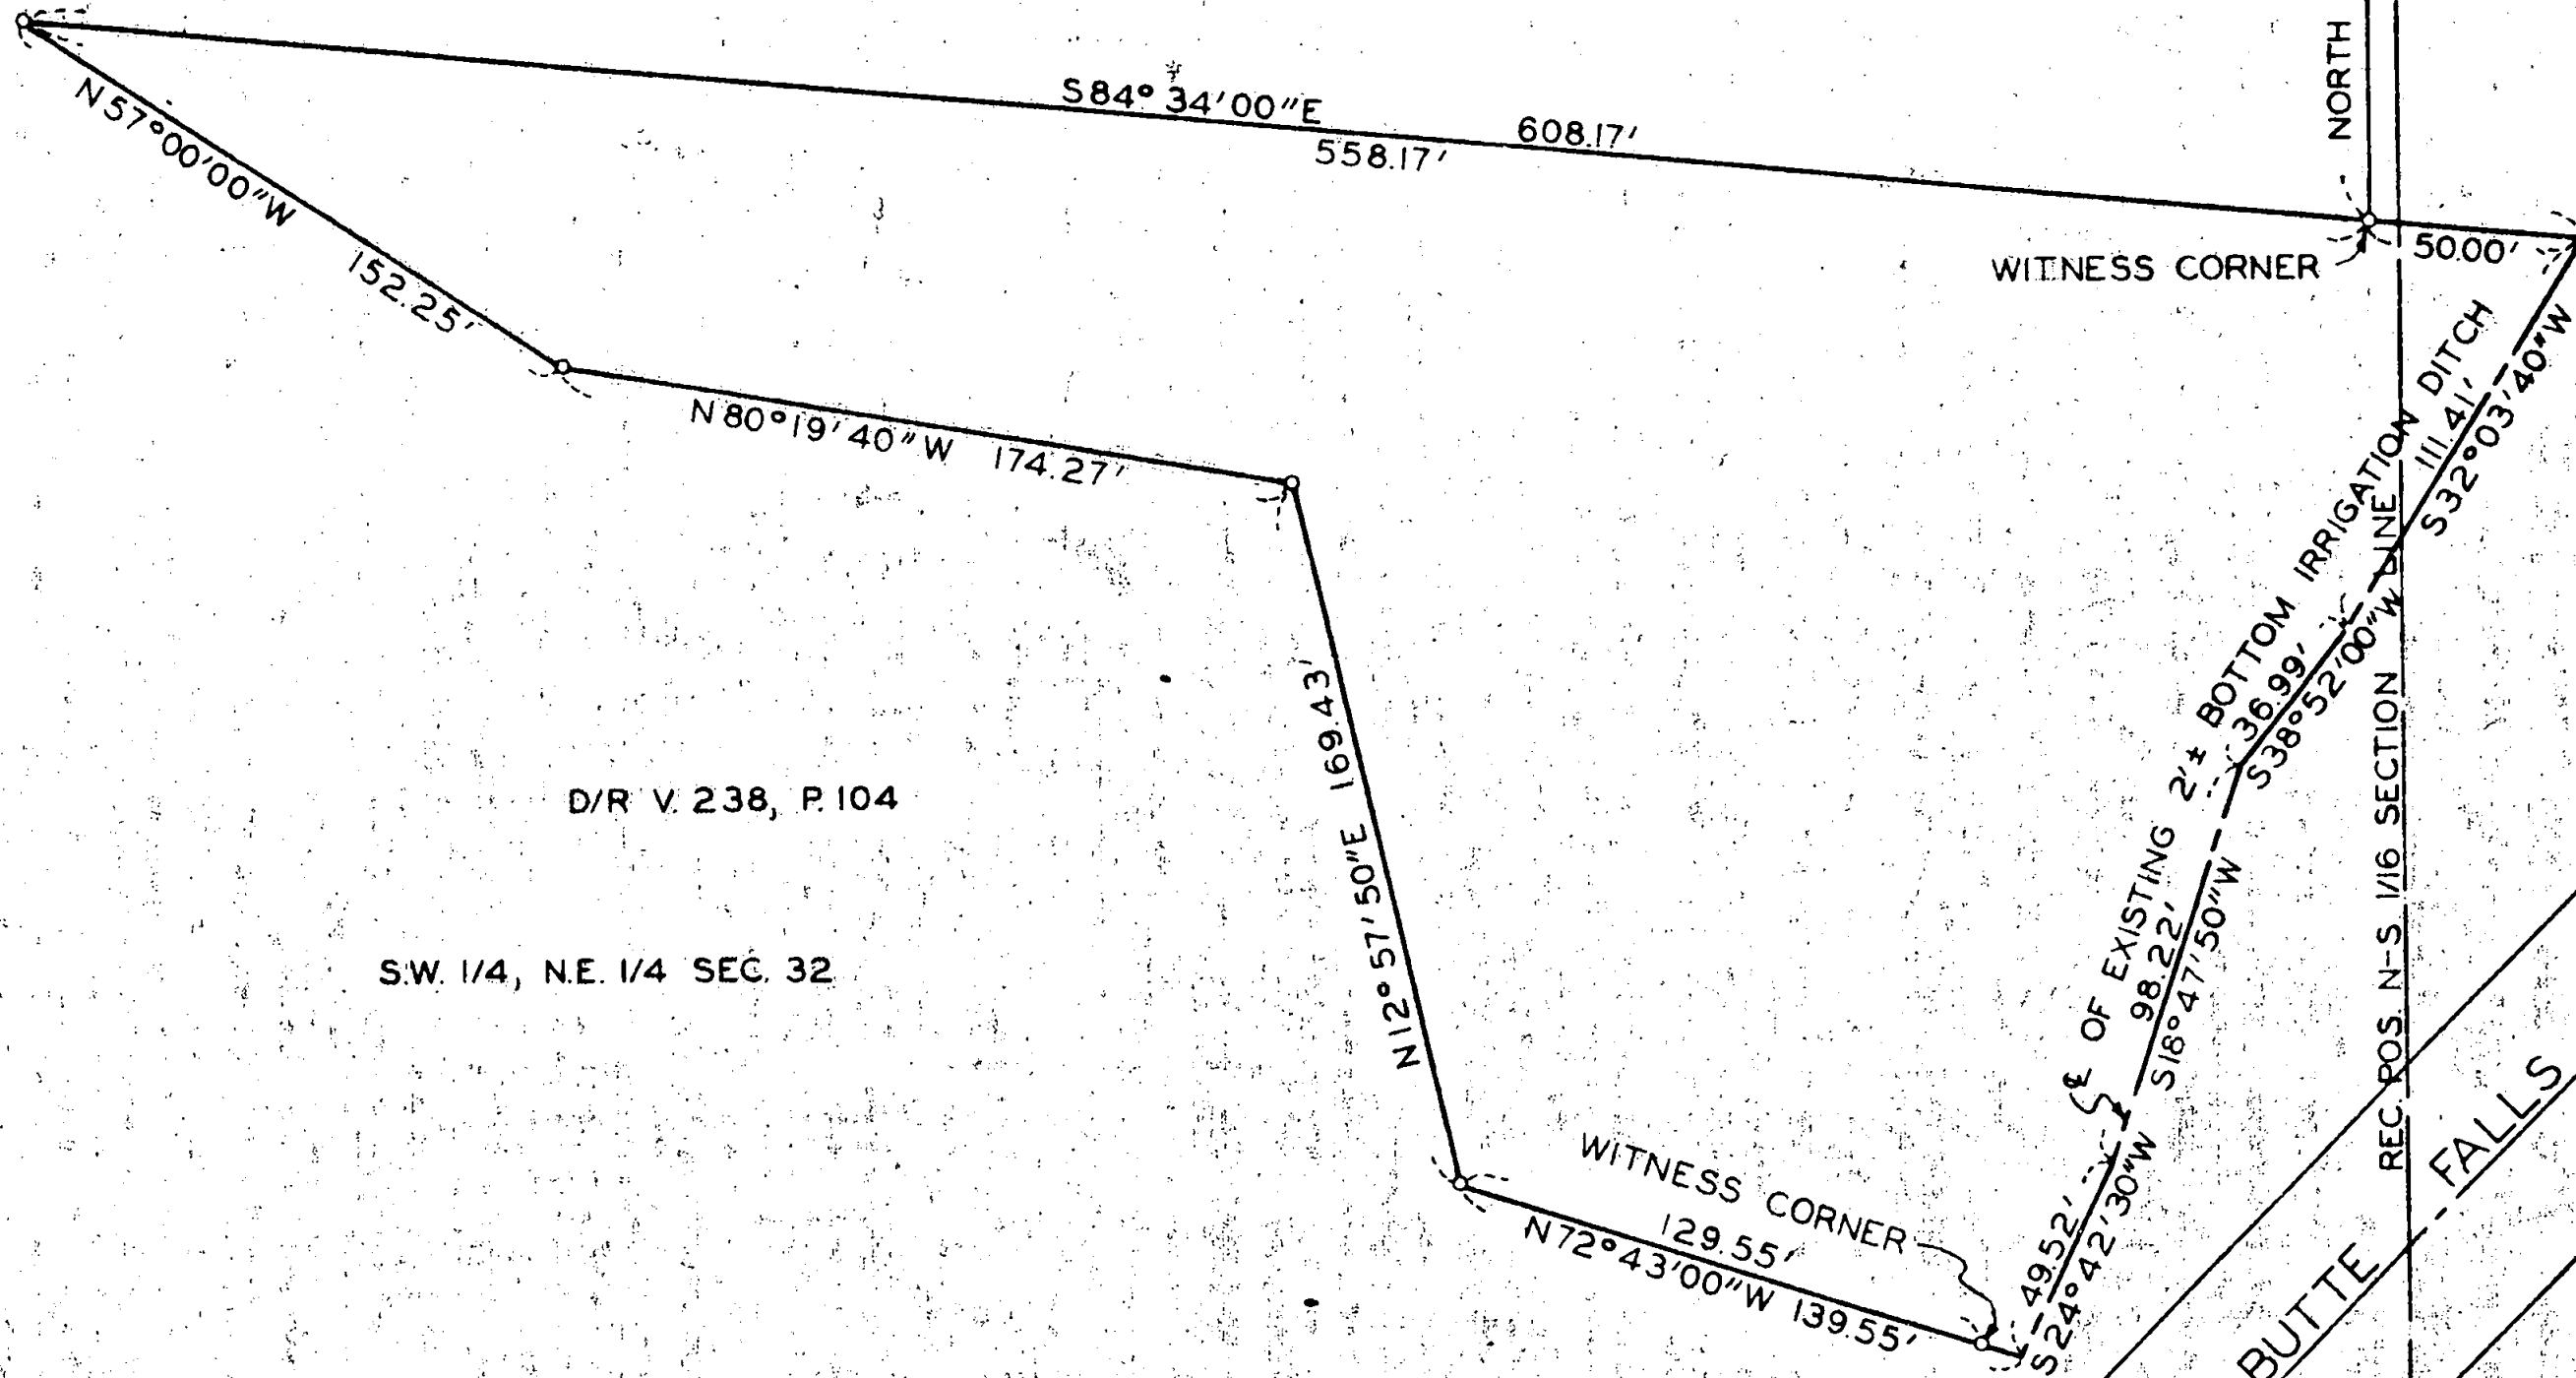 NORTH
S84° 34'00"E
608.17'
558.17'
N57°00'00"W
152.25'
WITNESS CORNER
50.00'
N80°19'40"W 174.27'
℄ OF EXISTING 2'± BOTTOM IRRIGATION DITCH
111.41'
S32°03'40"W
36.99'
S38°52'00"W
98.22'
S18°47'50"W
49.52'
S24°42'30"W
REC. POS. N-S 1/16 SECTION LINE
N12°57'50"E 169.43'
D/R V. 238, P. 104
S.W. 1/4, N.E. 1/4 SEC. 32
WITNESS CORNER
129.55'
N72°43'00"W 139.55'
BUTTE FALLS